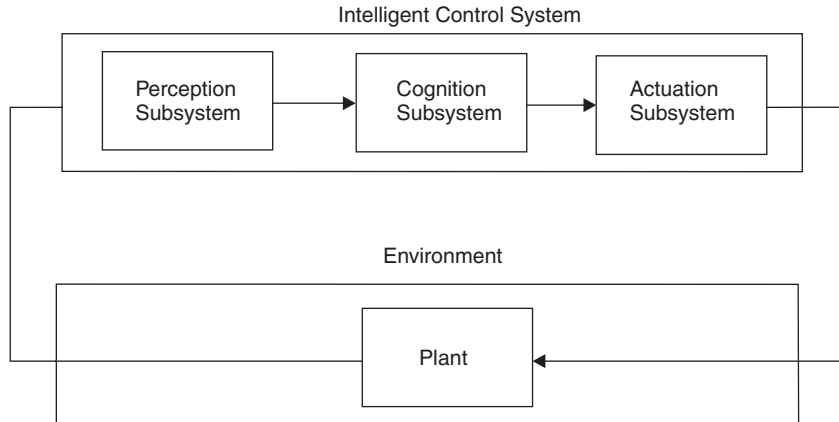 Intelligent Control System
Perception
Subsystem
Cognition
Subsystem
Actuation
Subsystem
Environment
Plant